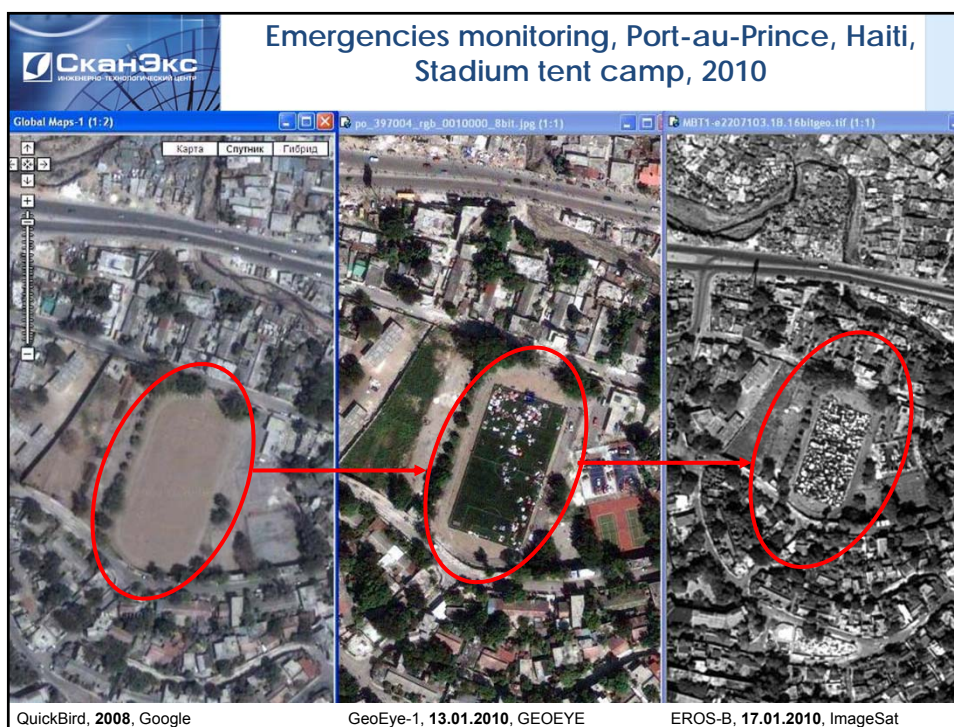 Emergencies monitoring, Port-au-Prince, Haiti,
Stadium tent camp, 2010
СканЭкс
ИНЖЕНЕРНО-ТЕХНОЛОГИЧЕСКИЙ ЦЕНТР
Global Maps-1 (1:2)
po_397004_rgb_0010000_8bit.jpg (1:1)
MBT1-e2207103.1B.16bitgeo.tif (1:1)
Карта Спутник Гибрид
QuickBird, 2008, Google
GeoEye-1, 13.01.2010, GEOEYE
EROS-B, 17.01.2010, ImageSat